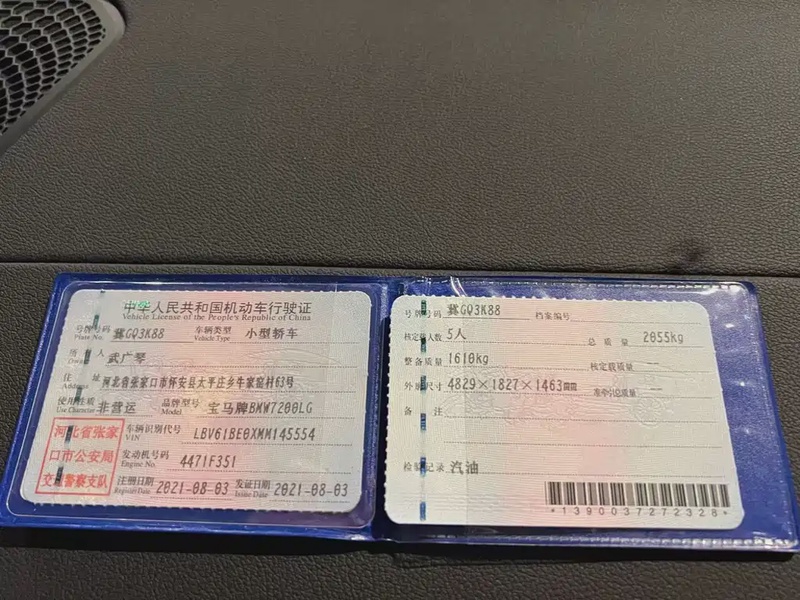 中华人民共和国机动车行驶证
Vehicle License of the People's Republic of China
号牌号码 冀GQ3K88 车辆类型 小型轿车
Plate No. Vehicle Type
所有人 武广琴
Owner
住址 河北省张家口市怀安县太平庄乡牛家窑村63号
使用性质 非营运 品牌型号 宝马牌BMW7200LG
Use Character Model
河北省张家口市公安局交通警察支队
车辆识别代号 LBV61BE0XMM145554
VIN
发动机号码 4471F351
Engine No.
注册日期 2021-08-03 发证日期 2021-08-03
Register Date Issue Date
号牌号码 冀GQ3K88 档案编号
核定载人数 5人 总质量 2055kg
整备质量 1610kg 核定载质量 --
外廓尺寸 4829×1827×1463mm 准牵引总质量 --
备注
检验记录 汽油
*1390037272328*